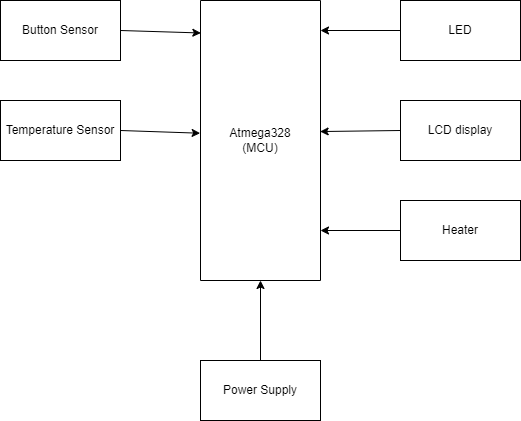 Button Sensor
LED
Temperature Sensor
Atmega328
(MCU)
LCD display
Heater
Power Supply